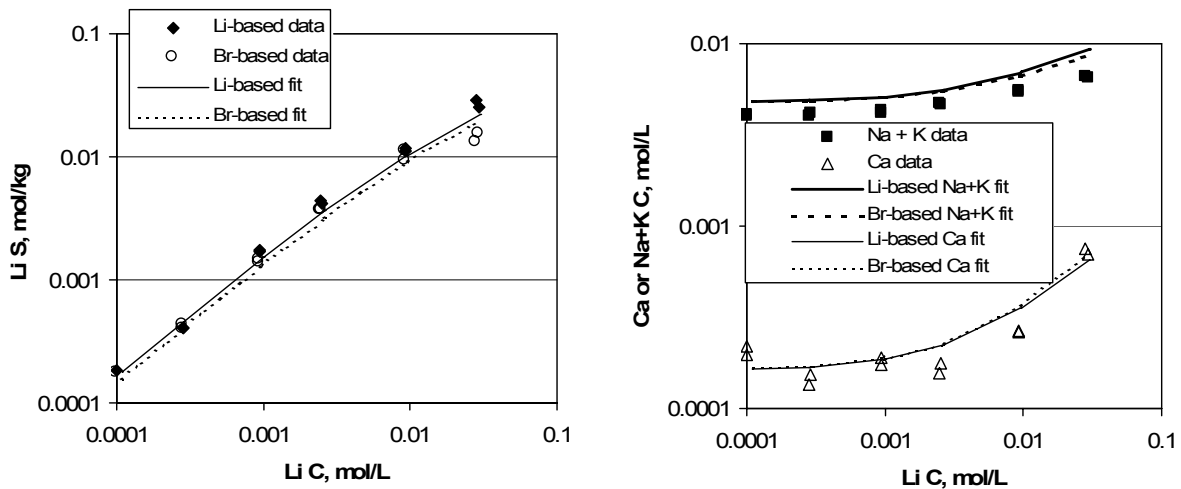 0.1
0.01
0.001
0.0001
Li S, mol/kg
Li-based data
Br-based data
Li-based fit
Br-based fit
0.0001 0.001 0.01 0.1
Li C, mol/L
0.01
0.001
0.0001
Ca or Na+K C, mol/L
Na + K data
Ca data
Li-based Na+K fit
Br-based Na+K fit
Li-based Ca fit
Br-based Ca fit
0.0001 0.001 0.01 0.1
Li C, mol/L